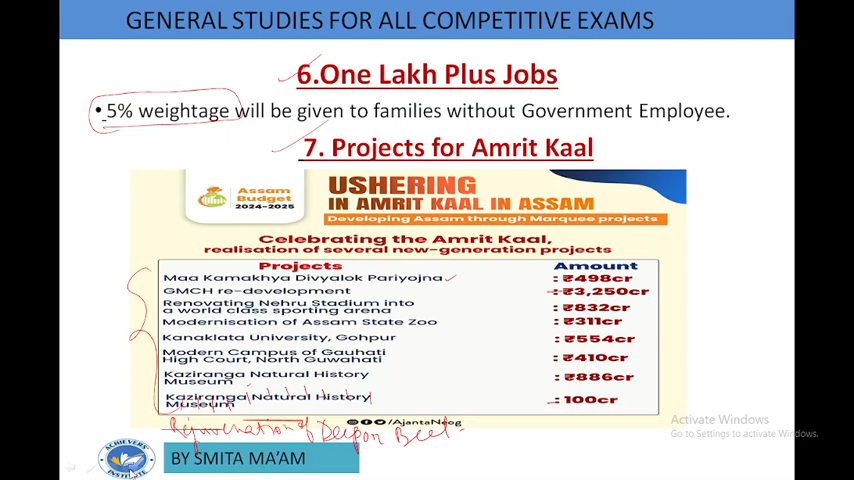 GENERAL STUDIES FOR ALL COMPETITIVE EXAMS
6.One Lakh Plus Jobs
• 5% weightage will be given to families without Government Employee.
7. Projects for Amrit Kaal
Assam
Budget
2024-2025
USHERING
IN AMRIT KAAL IN ASSAM
Developing Assam through Marquee projects
Celebrating the Amrit Kaal,
realisation of several new-generation projects
Projects Amount
Maa Kamakhya Divyalok Pariyojna : ₹498cr
GMCH re-development : ₹3,250cr
Renovating Nehru Stadium into
a world class sporting arena : ₹832cr
Modernisation of Assam State Zoo : ₹311cr
Kanaklata University, Gohpur : ₹554cr
Modern Campus of Gauhati
High Court, North Guwahati : ₹410cr
Kaziranga Natural History
Museum : ₹886cr
Kaziranga Natural History
Museum : 100cr
/AjantaNeog
Rejuvenation of Deepor Beel
ACHIEVERS'
INSTITUTE
BY SMITA MA'AM
Activate Windows
Go to Settings to activate Windows.